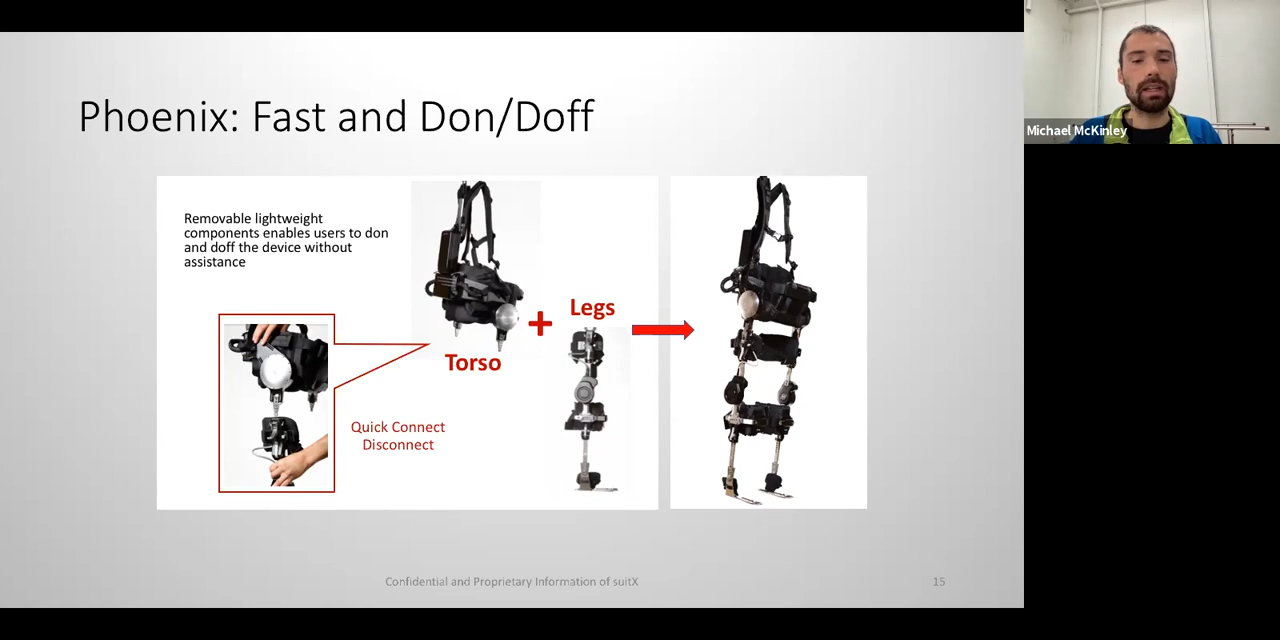 Phoenix: Fast and Don/Doff
Michael McKinley
Removable lightweight
components enables users to don
and doff the device without
assistance
Legs
Torso
Quick Connect
Disconnect
Confidential and Proprietary Information of suitX
15